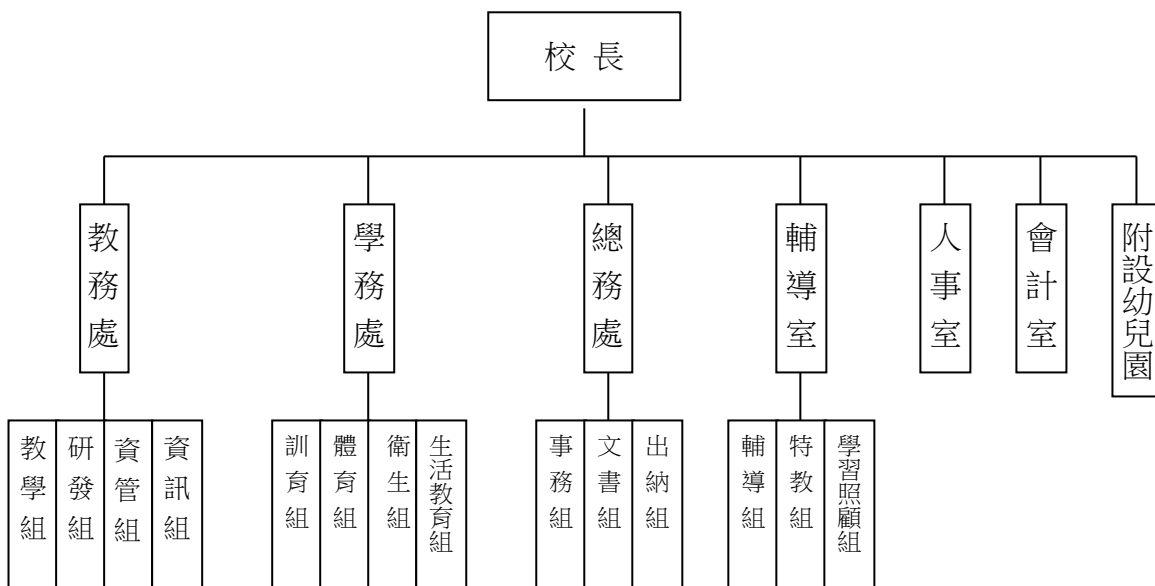 校長
教務處
學務處
總務處
輔導室
人事室
會計室
附設幼兒園
教學組
研發組
資管組
資訊組
訓育組
體育組
衛生組
生活教育組
事務組
文書組
出納組
輔導組
特教組
學習照顧組